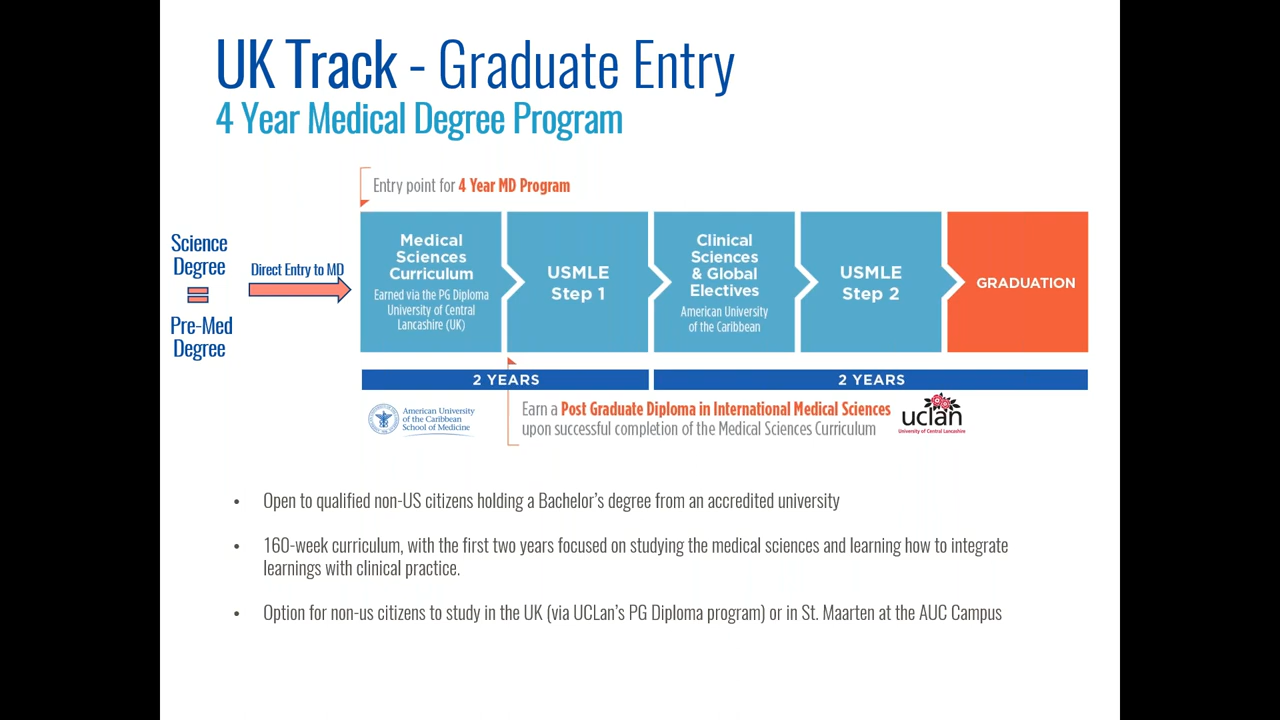 UK Track - Graduate Entry
4 Year Medical Degree Program
Entry point for 4 Year MD Program
Science
Degree
=
Pre-Med
Degree
Direct Entry to MD
Medical
Sciences
Curriculum
Earned via the PG Diploma
University of Central
Lancashire (UK)
USMLE
Step 1
Clinical
Sciences
& Global
Electives
American University
of the Caribbean
USMLE
Step 2
GRADUATION
2 YEARS
2 YEARS
American University
of the Caribbean
School of Medicine
Earn a Post Graduate Diploma in International Medical Sciences
upon successful completion of the Medical Sciences Curriculum
uclan
University of Central Lancashire
• Open to qualified non-US citizens holding a Bachelor's degree from an accredited university
• 160-week curriculum, with the first two years focused on studying the medical sciences and learning how to integrate
learnings with clinical practice.
• Option for non-us citizens to study in the UK (via UCLan's PG Diploma program) or in St. Maarten at the AUC Campus